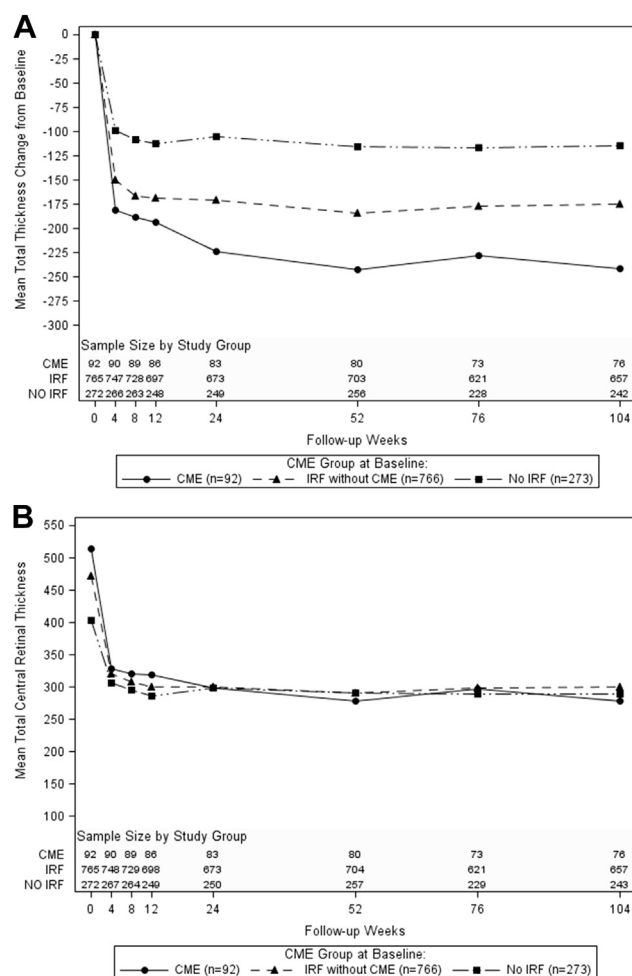 A
Mean Total Thickness Change from Baseline
0
-25
-50
-75
-100
-125
-150
-175
-200
-225
-250
-275
-300
Sample Size by Study Group
CME 92 90 89 86 83 80 73 76
IRF 765 747 728 697 673 703 621 657
NO IRF 272 266 263 248 249 256 228 242
0 4 8 12 24 52 76 104
Follow-up Weeks
CME Group at Baseline:
CME (n=92) IRF without CME (n=766) No IRF (n=273)
B
Mean Total Central Retinal Thickness
550
500
450
400
350
300
250
200
150
100
Sample Size by Study Group
CME 92 90 89 86 83 80 73 76
IRF 765 748 729 698 673 704 621 657
NO IRF 272 267 264 249 250 257 229 243
0 4 8 12 24 52 76 104
Follow-up Weeks
CME Group at Baseline:
CME (n=92) IRF without CME (n=766) No IRF (n=273)